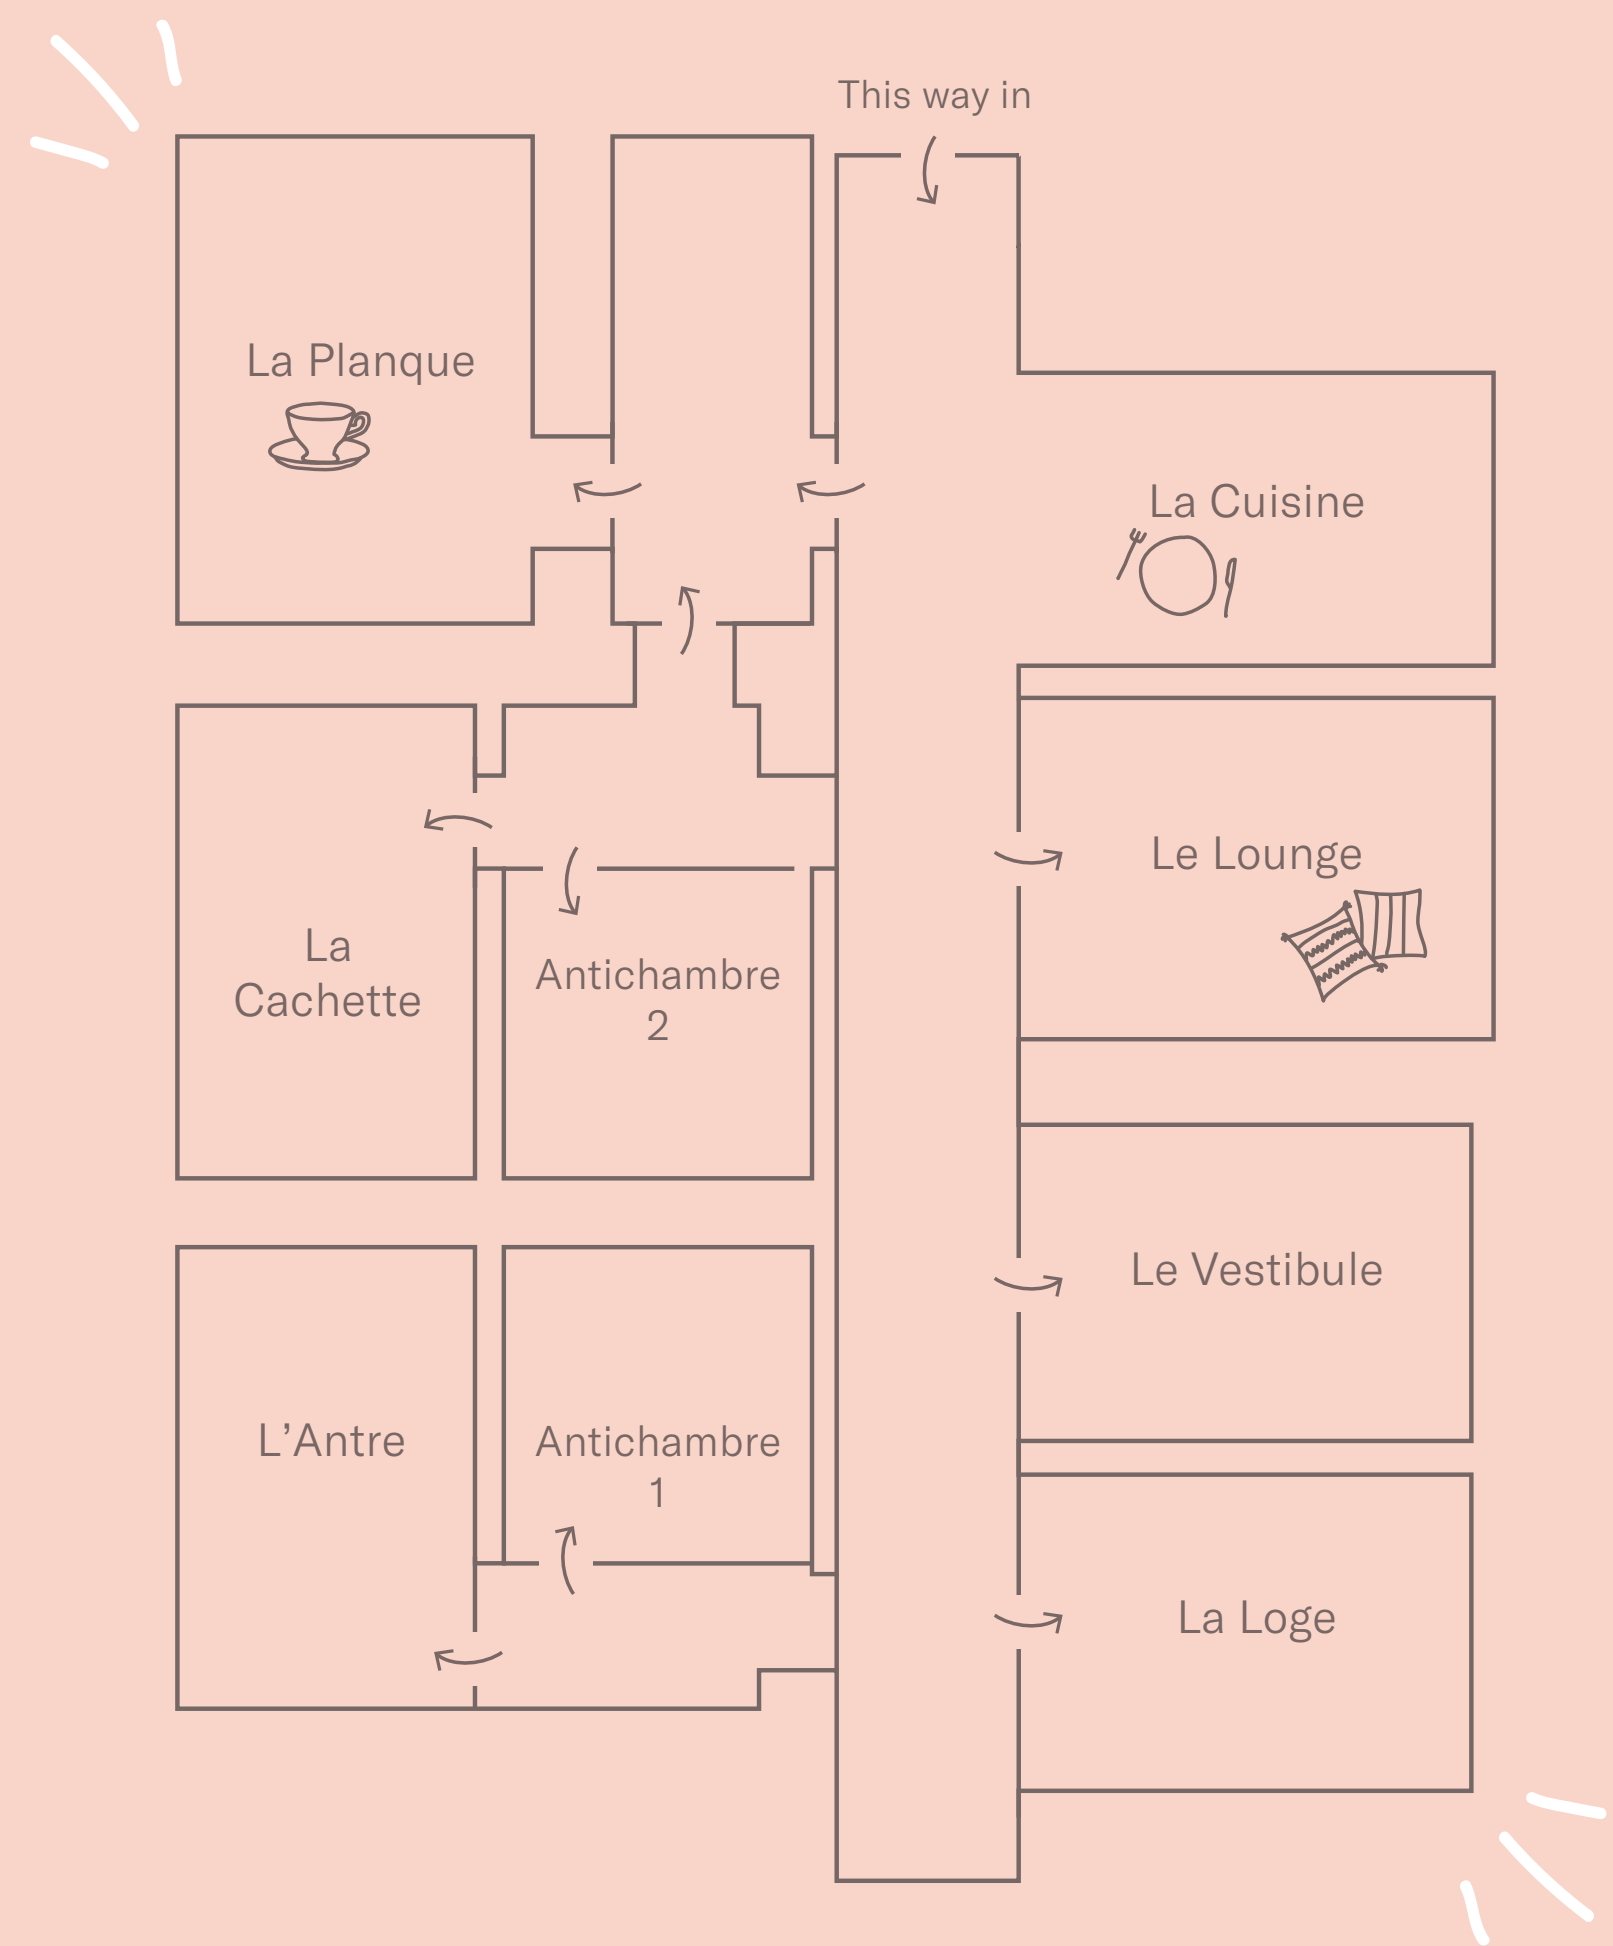 This way in
La Planque
La Cuisine
Le Lounge
La
Cachette
Antichambre
2
Le Vestibule
L’Antre
Antichambre
1
La Loge